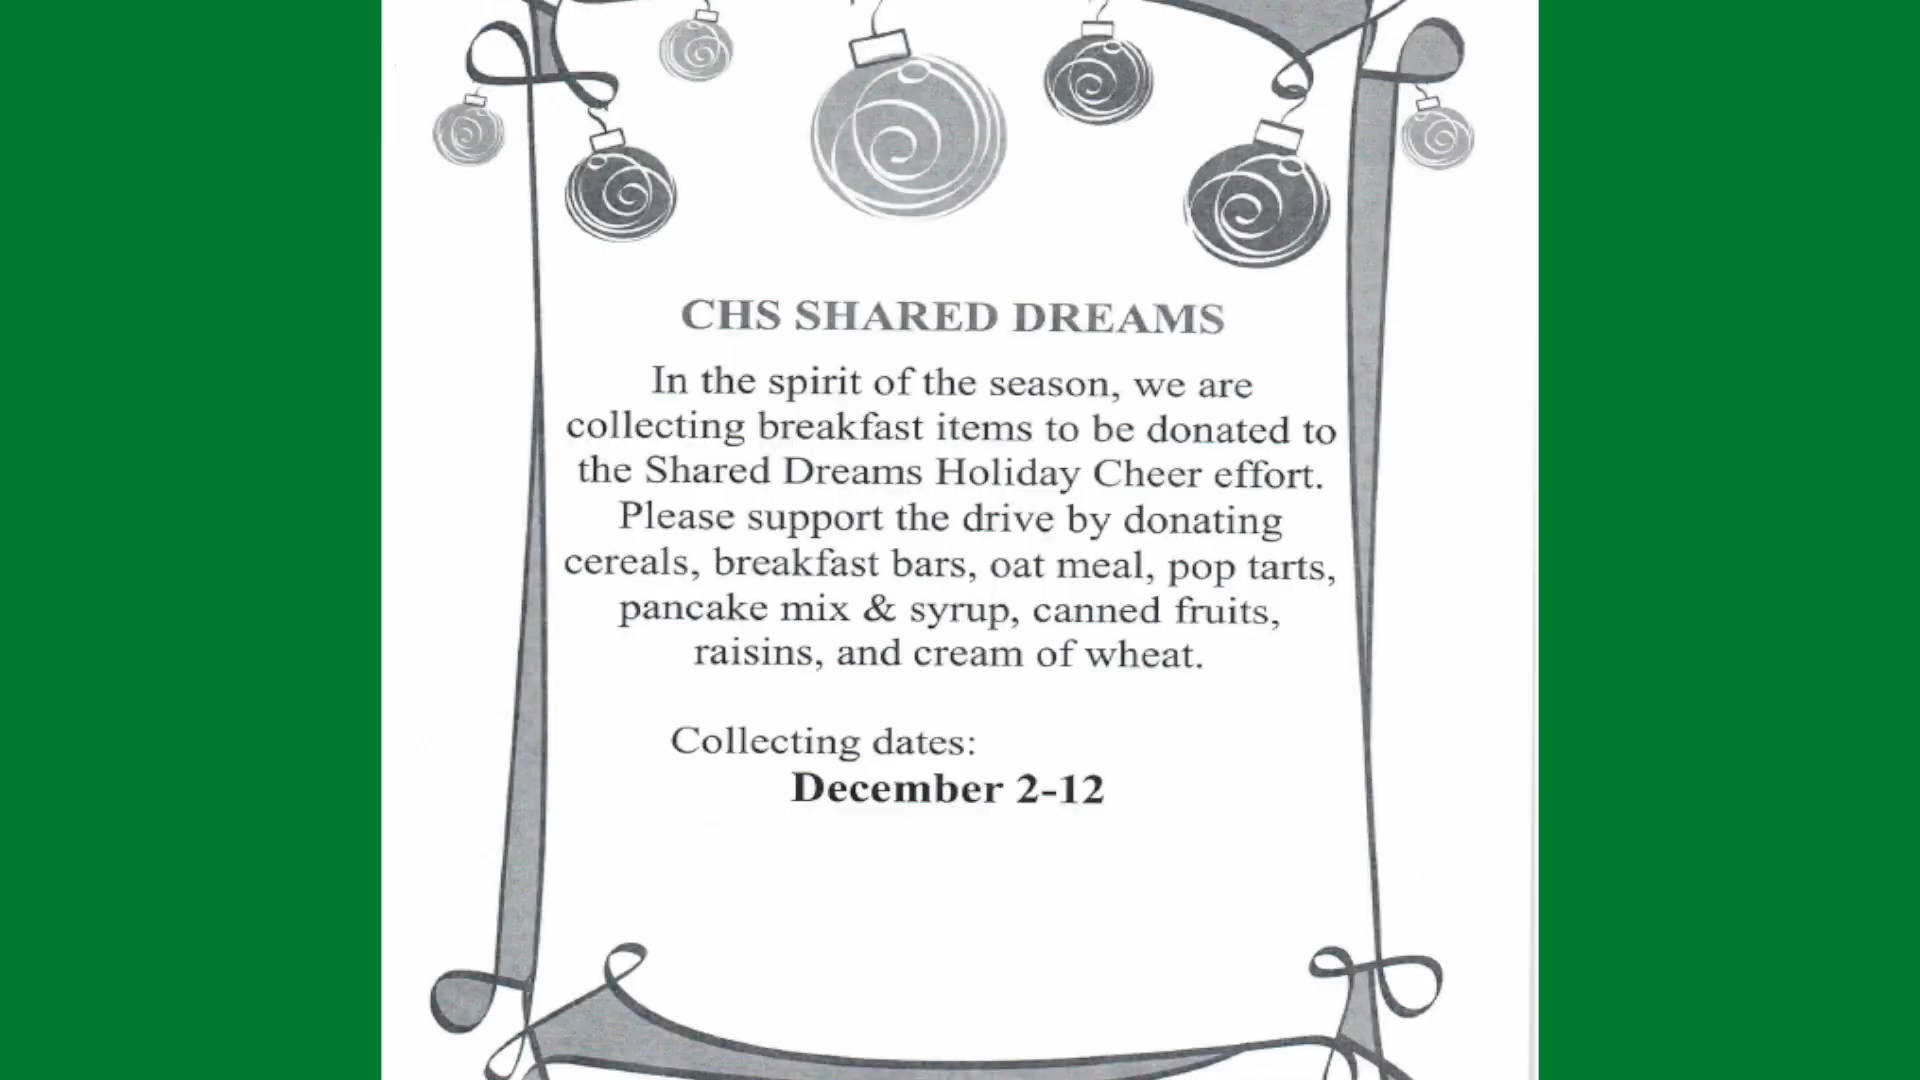 CHS SHARED DREAMS
In the spirit of the season, we are
collecting breakfast items to be donated to
the Shared Dreams Holiday Cheer effort.
Please support the drive by donating
cereals, breakfast bars, oat meal, pop tarts,
pancake mix & syrup, canned fruits,
raisins, and cream of wheat.
Collecting dates:
December 2-12